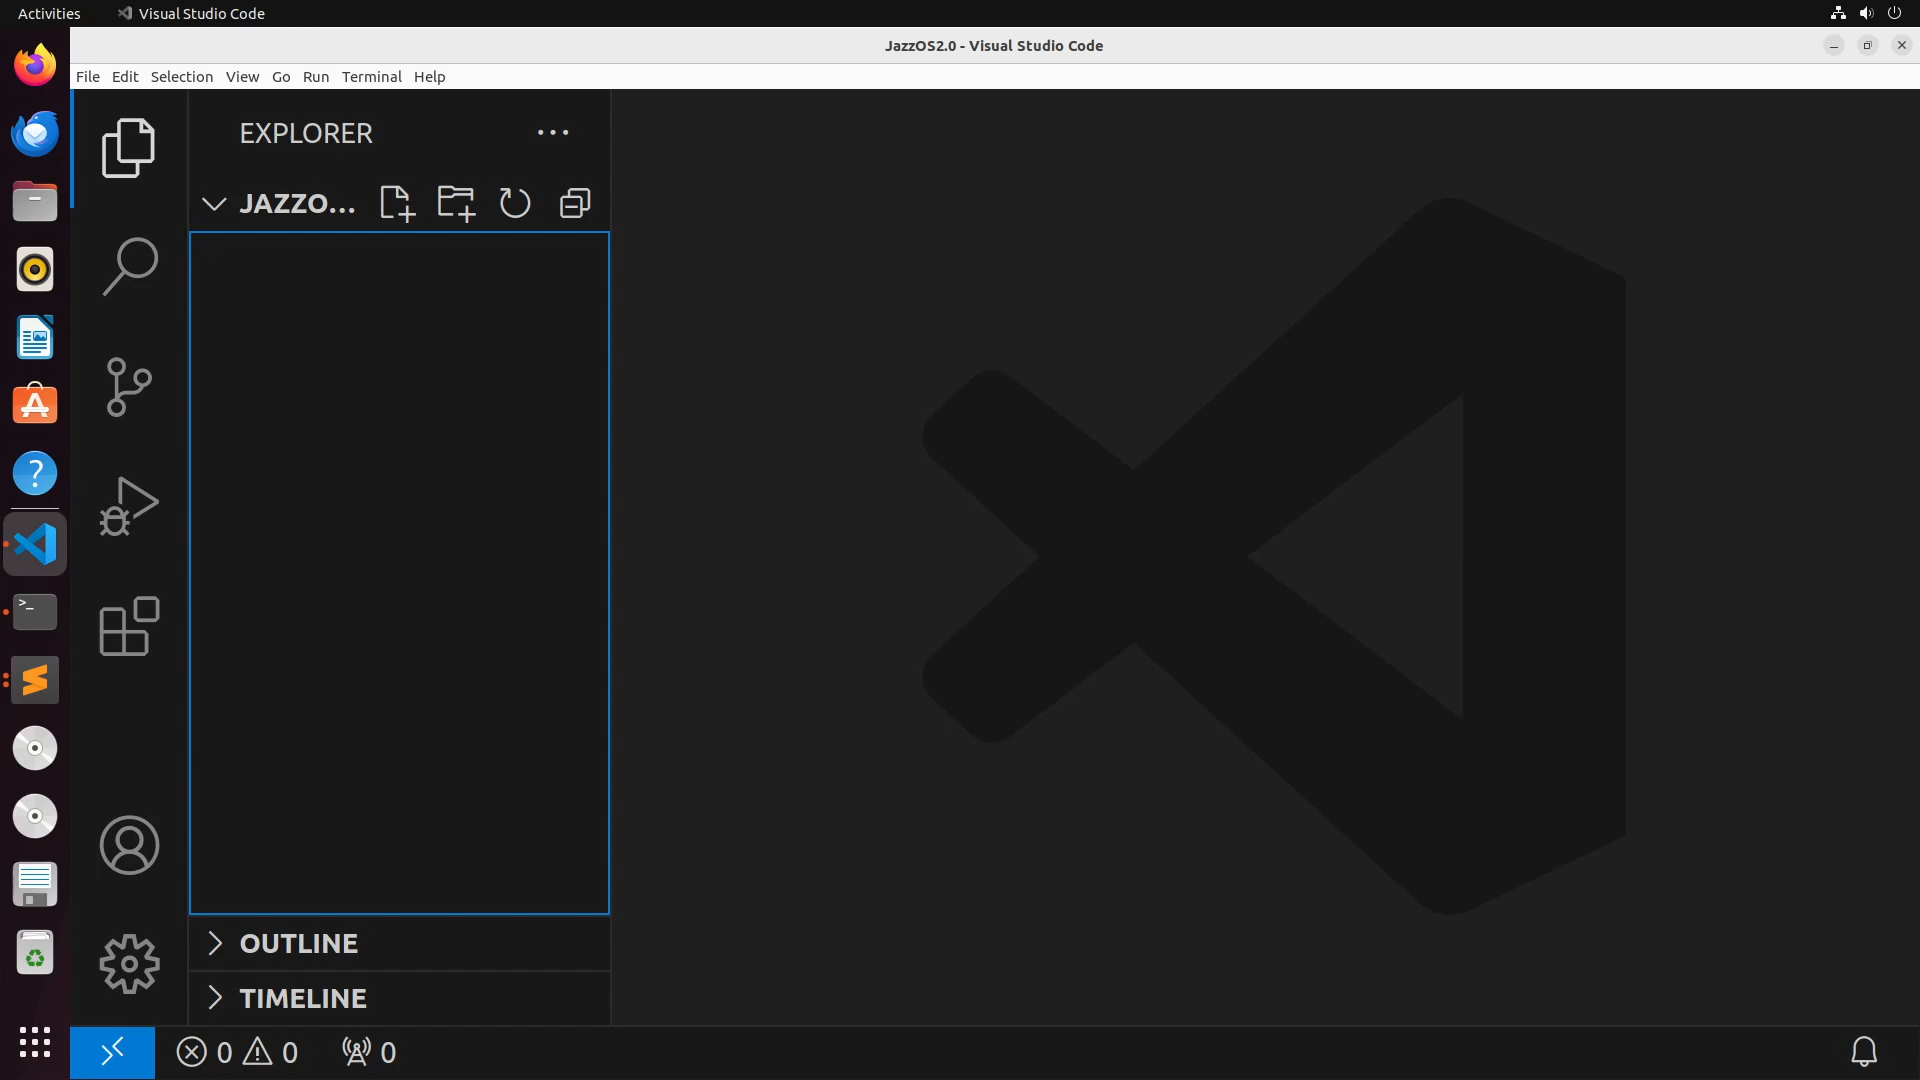 Activities Visual Studio Code
JazzOS2.0 - Visual Studio Code
File Edit Selection View Go Run Terminal Help
EXPLORER
JAZZO...
OUTLINE
TIMELINE
0 0 0